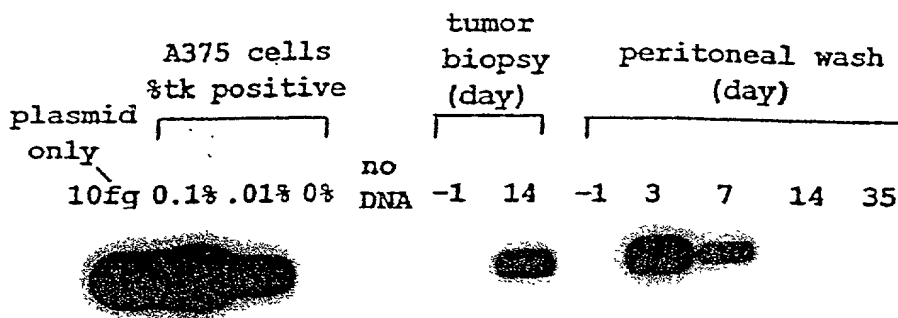 A375 cells
%tk positive
tumor
biopsy
(day)
peritoneal wash
(day)
plasmid
only
10fg 0.1% .01% 0% no DNA -1 14 -1 3 7 14 35